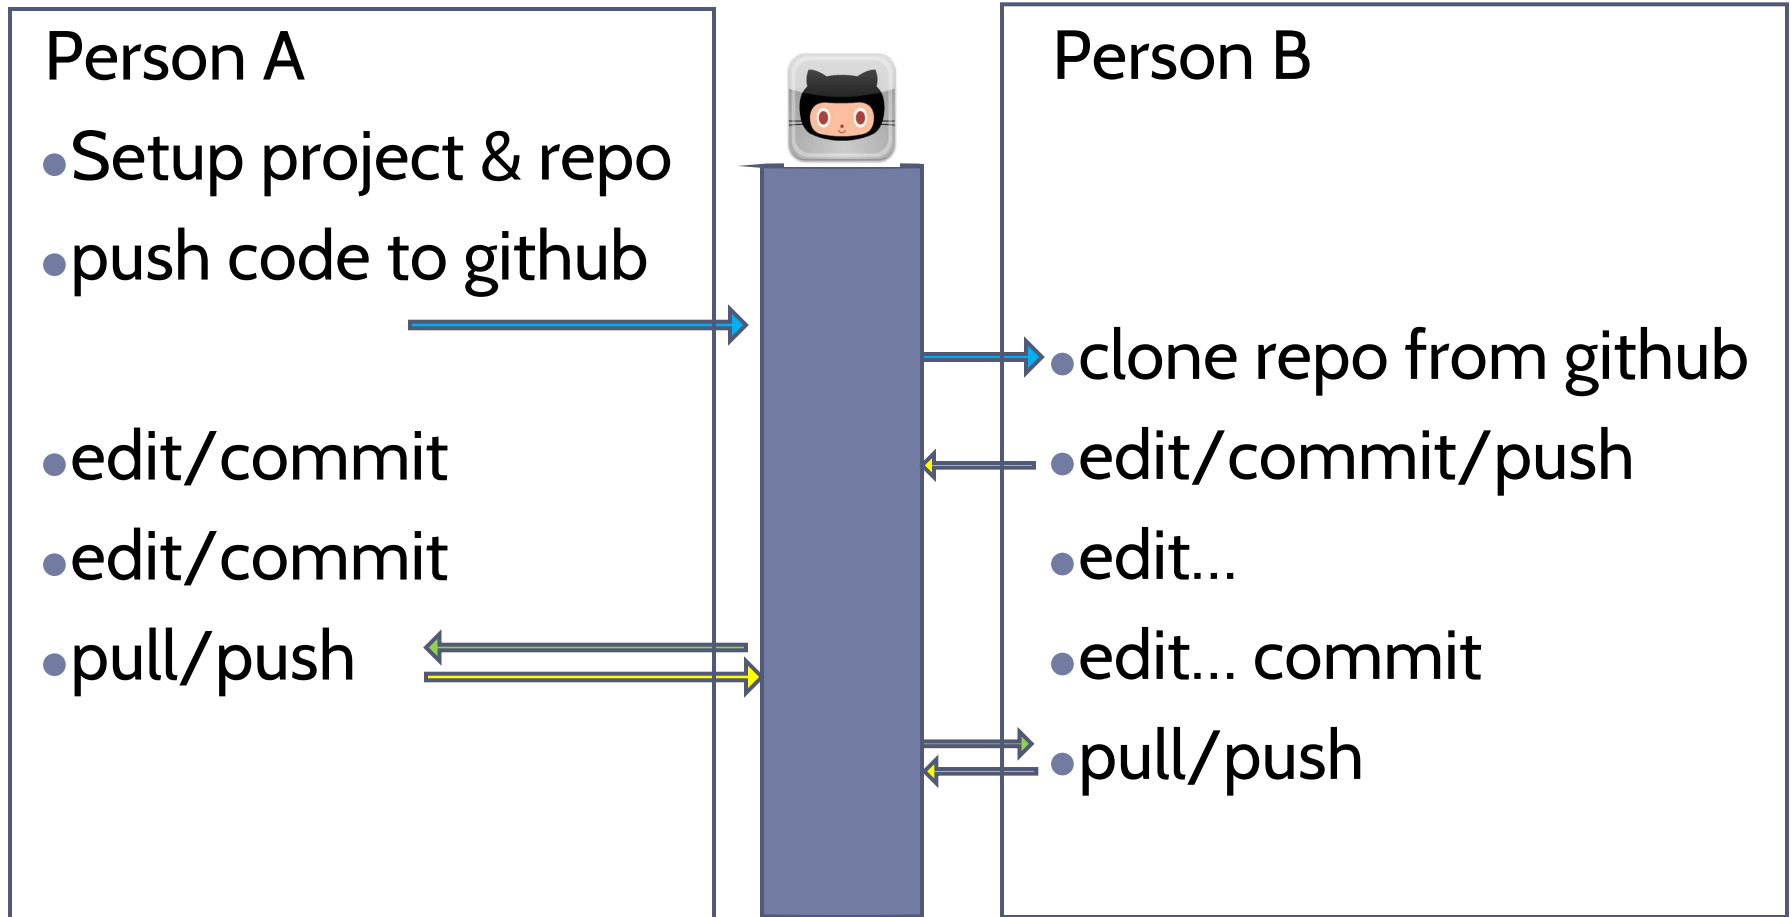 Person A
Setup project & repo
push code to github
edit/commit
edit/commit
pull/push
Person B
clone repo from github
edit/commit/push
edit...
edit... commit
pull/push